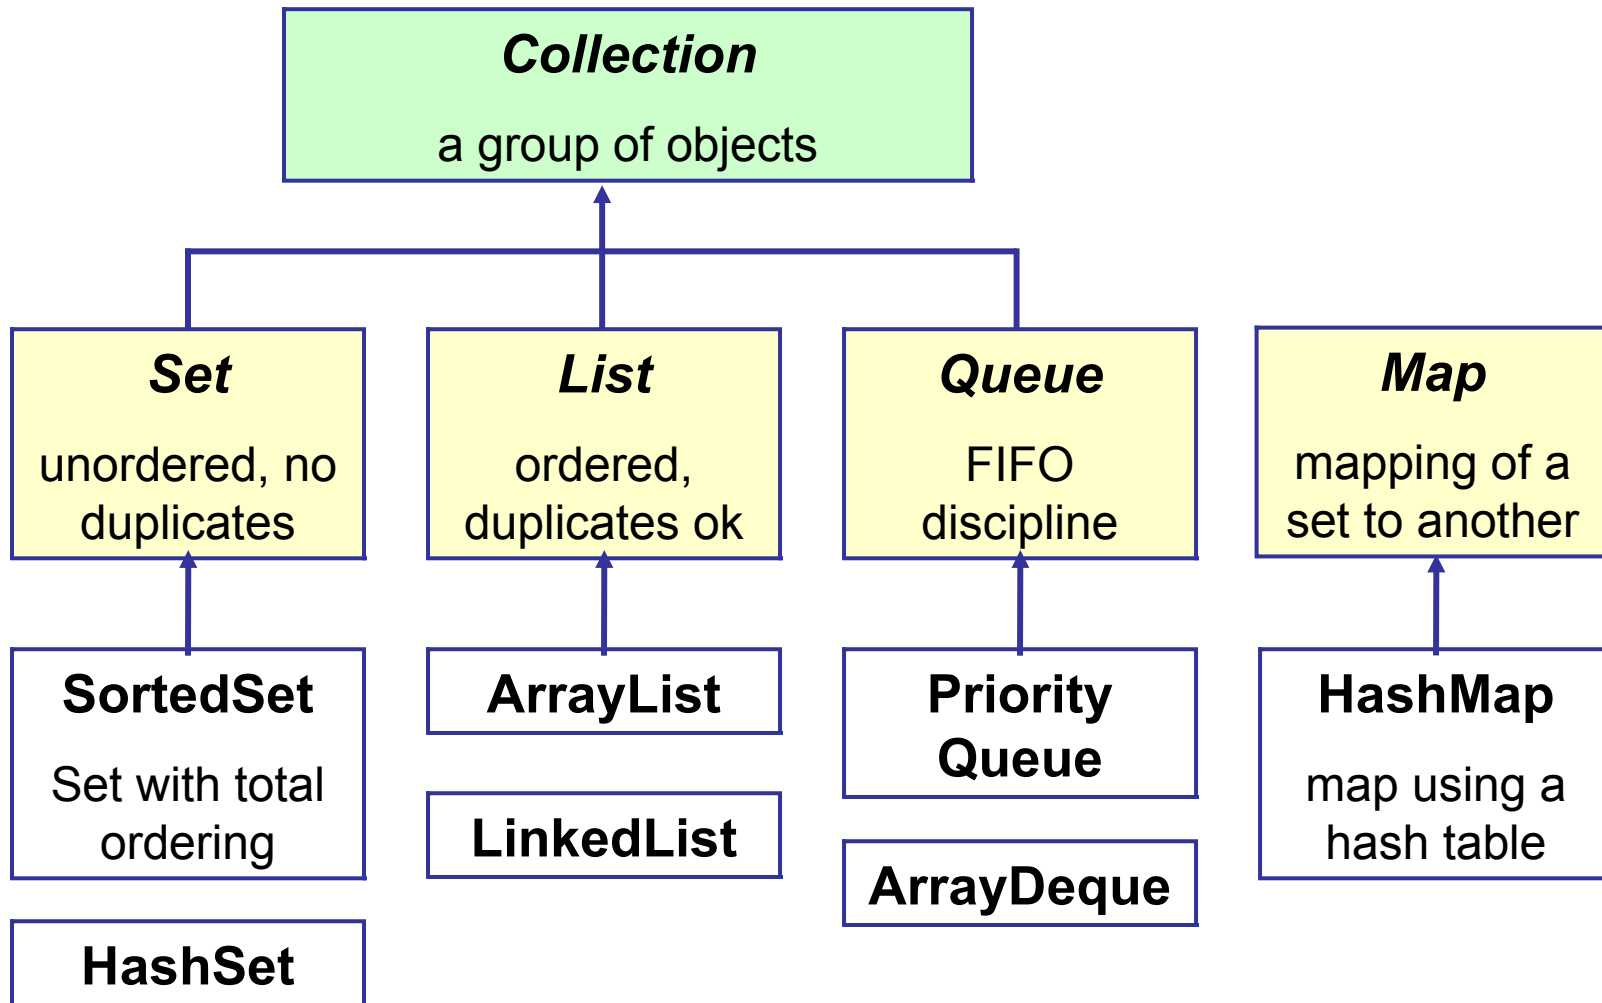 Collection
a group of objects
Set
unordered, no
duplicates
List
ordered,
duplicates ok
Queue
FIFO
discipline
Map
mapping of a
set to another
SortedSet
Set with total
ordering
HashSet
ArrayList
LinkedList
Priority
Queue
ArrayDeque
HashMap
map using a
hash table